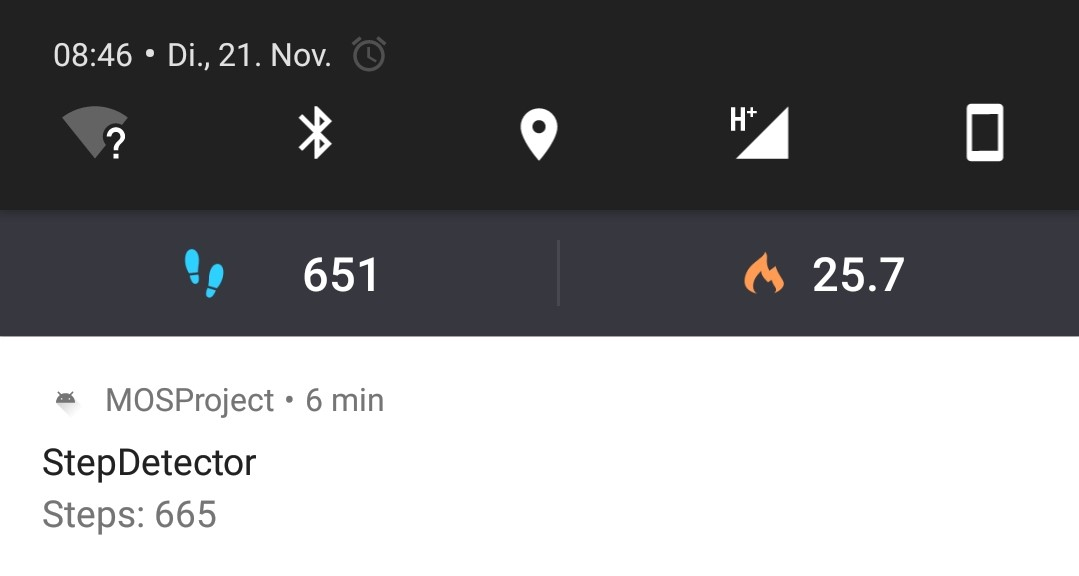 08:46 • Di., 21. Nov.
?
H+
651
25.7
MOSProject • 6 min
StepDetector
Steps: 665